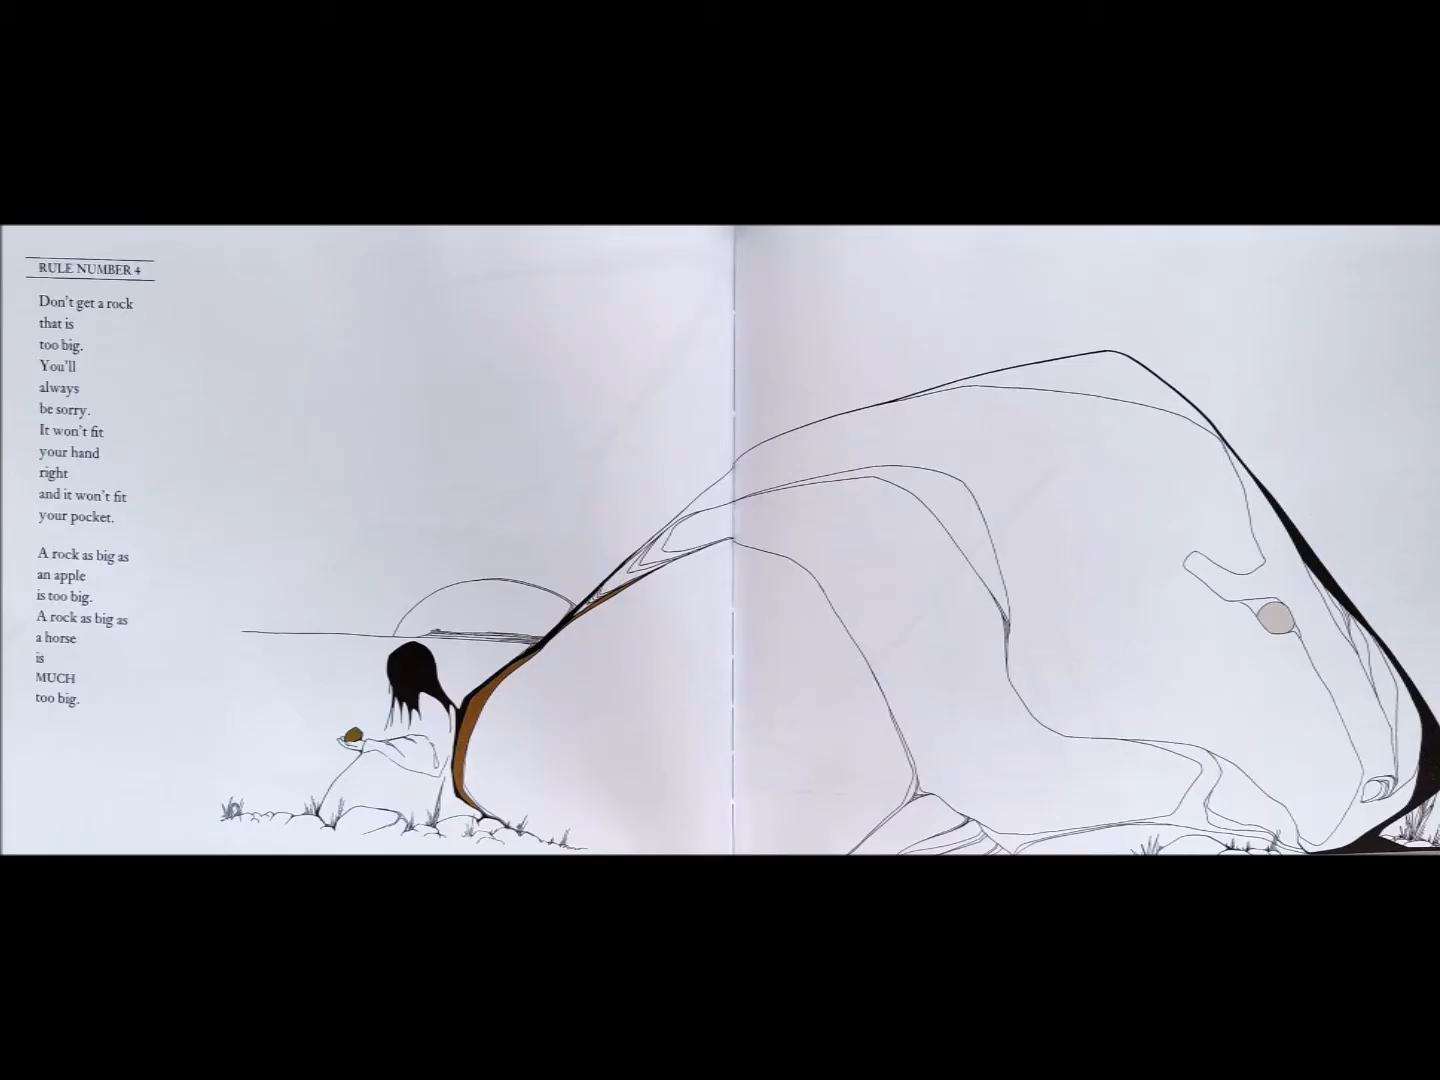 RULE NUMBER 4
Don't get a rock
that is
too big.
You'll
always
be sorry.
It won't fit
your hand
right
and it won't fit
your pocket.
A rock as big as
an apple
is too big.
A rock as big as
a horse
is
MUCH
too big.